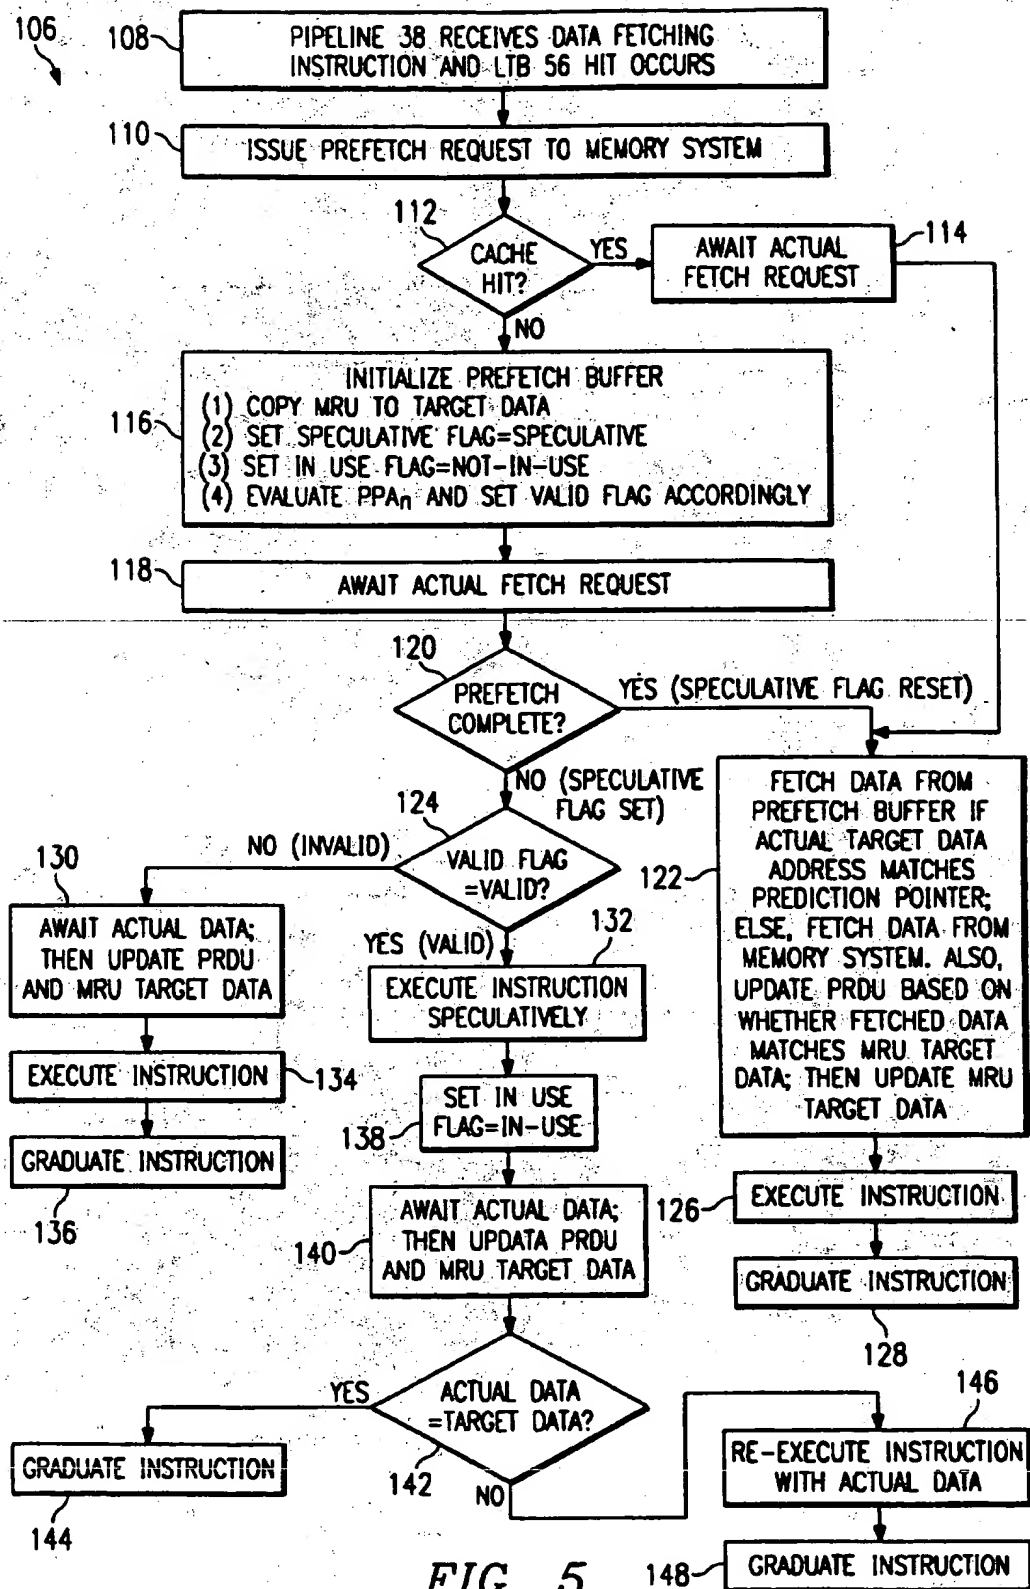 106
108
PIPELINE 38 RECEIVES DATA FETCHING
INSTRUCTION AND LTB 56 HIT OCCURS
110
ISSUE PREFETCH REQUEST TO MEMORY SYSTEM
112
CACHE
HIT?
YES
AWAIT ACTUAL
FETCH REQUEST
114
NO
116
INITIALIZE PREFETCH BUFFER
(1) COPY MRU TO TARGET DATA
(2) SET SPECULATIVE FLAG=SPECULATIVE
(3) SET IN USE FLAG=NOT-IN-USE
(4) EVALUATE PPAn AND SET VALID FLAG ACCORDINGLY
118
AWAIT ACTUAL FETCH REQUEST
120
PREFETCH
COMPLETE?
YES (SPECULATIVE FLAG RESET)
NO (SPECULATIVE
FLAG SET)
122
FETCH DATA FROM
PREFETCH BUFFER IF
ACTUAL TARGET DATA
ADDRESS MATCHES
PREDICTION POINTER;
ELSE, FETCH DATA FROM
MEMORY SYSTEM. ALSO,
UPDATE PRDU BASED ON
WHETHER FETCHED DATA
MATCHES MRU TARGET
DATA; THEN UPDATE MRU
TARGET DATA
124
VALID FLAG
=VALID?
NO (INVALID)
130
AWAIT ACTUAL DATA;
THEN UPDATE PRDU
AND MRU TARGET DATA
YES (VALID)
132
EXECUTE INSTRUCTION
SPECULATIVELY
EXECUTE INSTRUCTION
134
SET IN USE
FLAG=IN-USE
138
GRADUATE INSTRUCTION
136
126
EXECUTE INSTRUCTION
140
AWAIT ACTUAL DATA;
THEN UPDATA PRDU
AND MRU TARGET DATA
GRADUATE INSTRUCTION
128
ACTUAL DATA
=TARGET DATA?
142
YES
GRADUATE INSTRUCTION
144
NO
146
RE-EXECUTE INSTRUCTION
WITH ACTUAL DATA
148
GRADUATE INSTRUCTION
FIG. 5